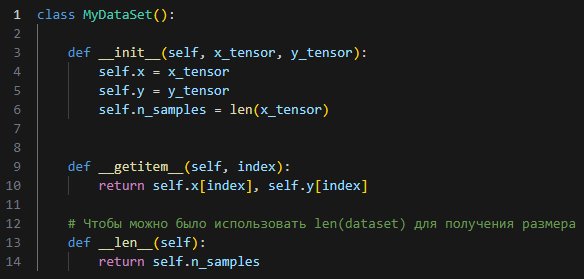 1 class MyDataSet():
2
3     def __init__(self, x_tensor, y_tensor):
4         self.x = x_tensor
5         self.y = y_tensor
6         self.n_samples = len(x_tensor)
7
8
9     def __getitem__(self, index):
10         return self.x[index], self.y[index]
11
12     # Чтобы можно было использовать len(dataset) для получения размера
13     def __len__(self):
14         return self.n_samples